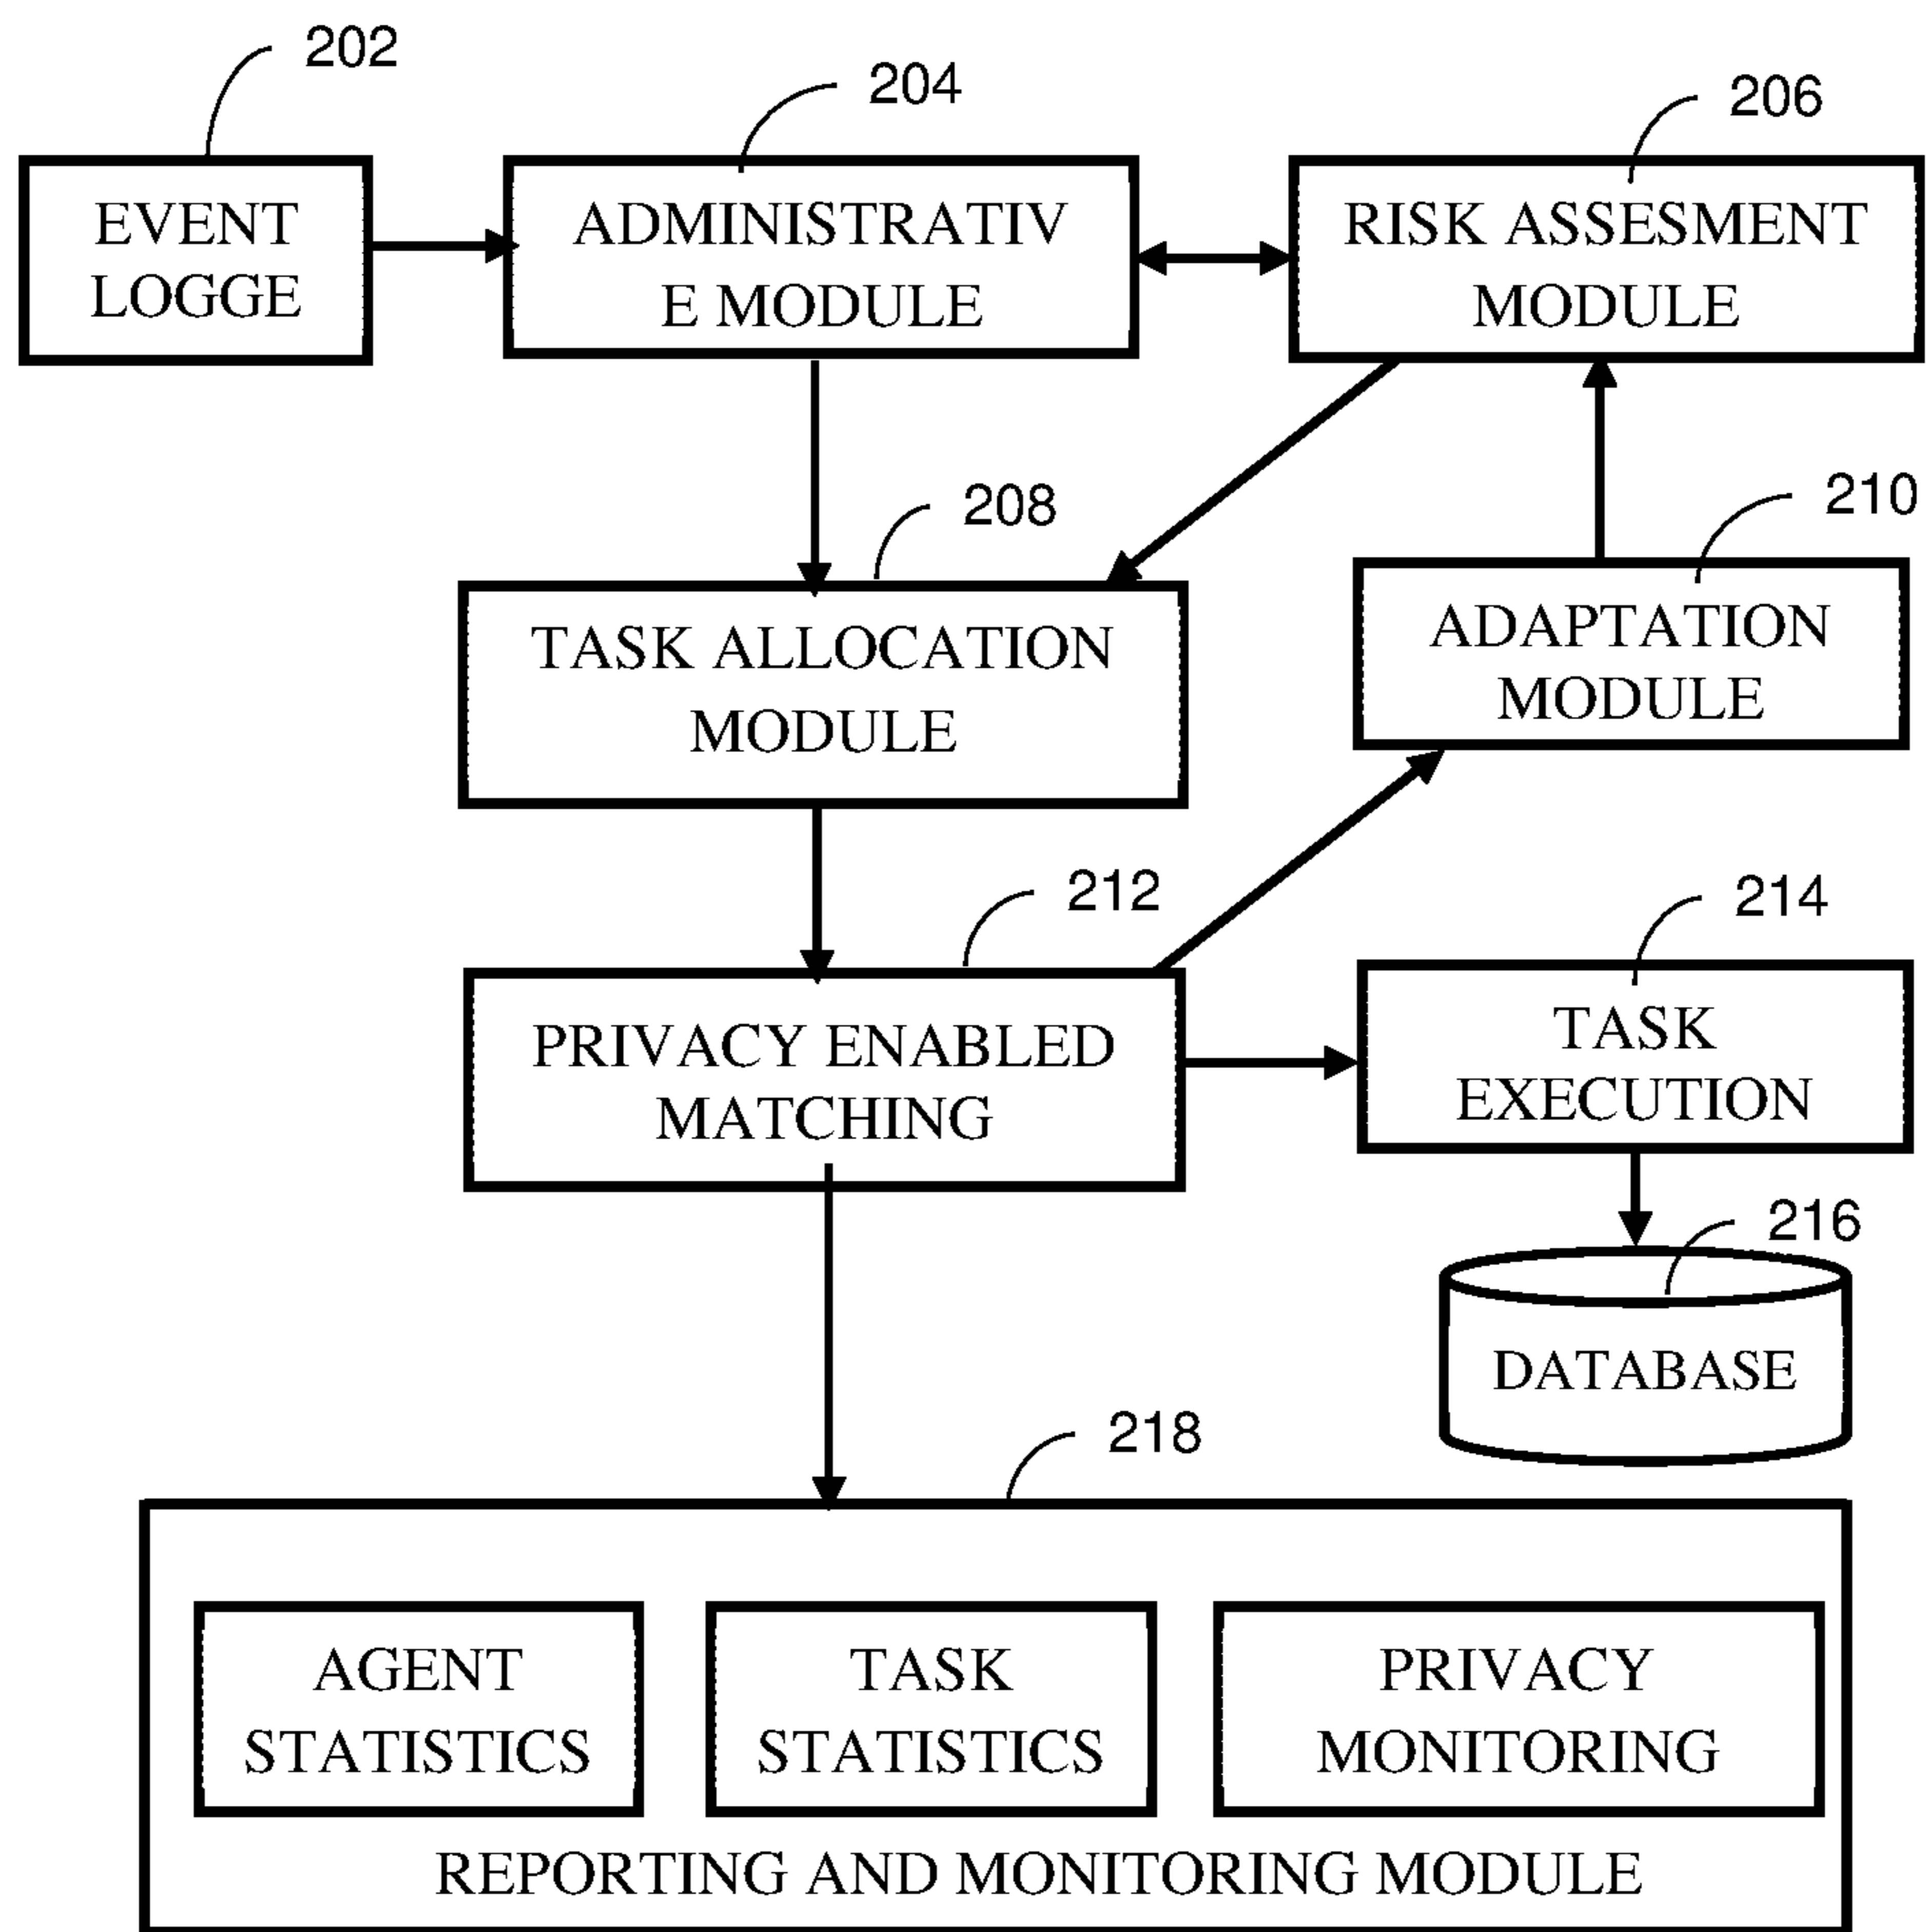 202
204
206
EVENT
LOGGE
ADMINISTRATIV
E MODULE
RISK ASSESMENT
MODULE
208
210
TASK ALLOCATION
MODULE
ADAPTATION
MODULE
212
214
PRIVACY ENABLED
MATCHING
TASK
EXECUTION
216
DATABASE
218
AGENT
STATISTICS
TASK
STATISTICS
PRIVACY
MONITORING
REPORTING AND MONITORING MODULE